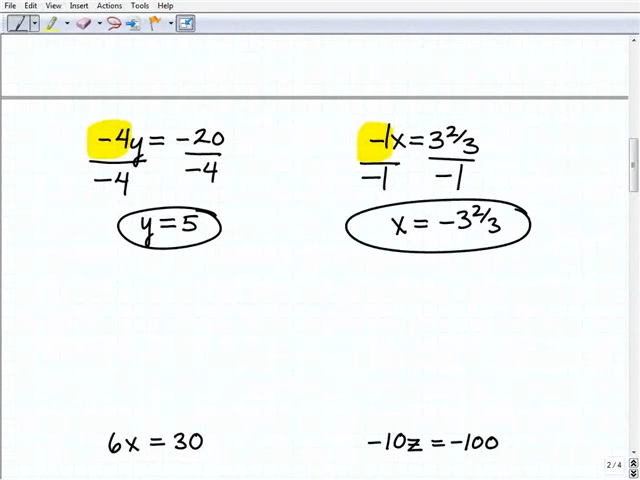 File Edit View Insert Actions Tools Help
-4y = -20
-4 -4
y = 5
-1x = 3 2/3
-1 -1
x = -3 2/3
6x = 30
-10z = -100
2 / 4